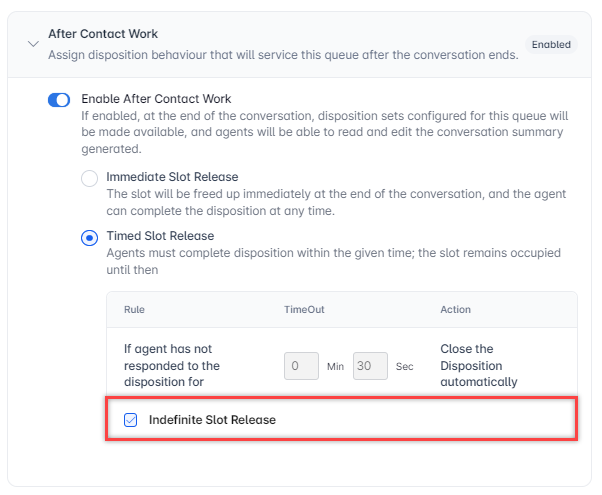 After Contact Work
Assign disposition behaviour that will service this queue after the conversation ends.
Enabled
Enable After Contact Work
If enabled, at the end of the conversation, disposition sets configured for this queue will
be made available, and agents will be able to read and edit the conversation summary
generated.
Immediate Slot Release
The slot will be freed up immediately at the end of the conversation, and the agent
can complete the disposition at any time.
Timed Slot Release
Agents must complete disposition within the given time; the slot remains occupied
until then
Rule TimeOut Action
If agent has not
responded to the
disposition for
0 Min 30 Sec
Close the
Disposition
automatically
Indefinite Slot Release